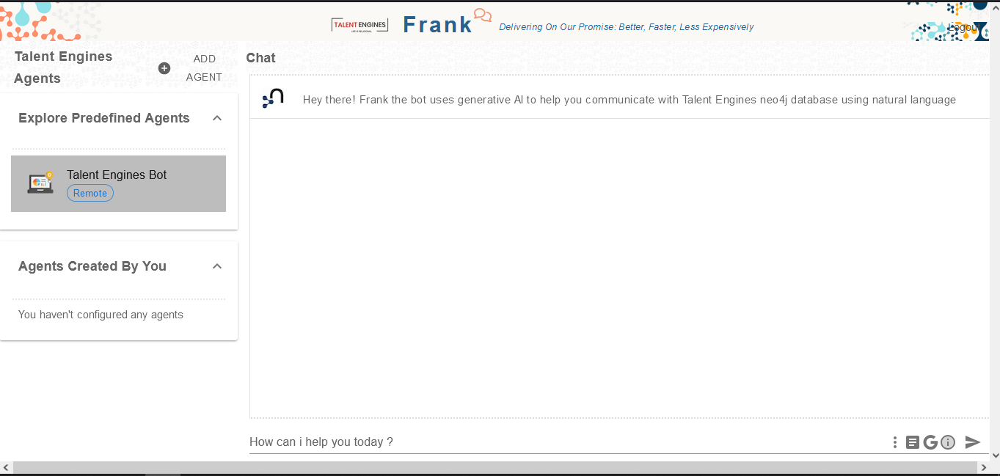 TALENT ENGINES
LIFE IS RELATIONAL
Frank
Delivering On Our Promise: Better, Faster, Less Expensively
Logout
Talent Engines
Agents
ADD
AGENT
Chat
Hey there! Frank the bot uses generative AI to help you communicate with Talent Engines neo4j database using natural language
Explore Predefined Agents
Talent Engines Bot
Remote
Agents Created By You
You haven't configured any agents
How can i help you today ?